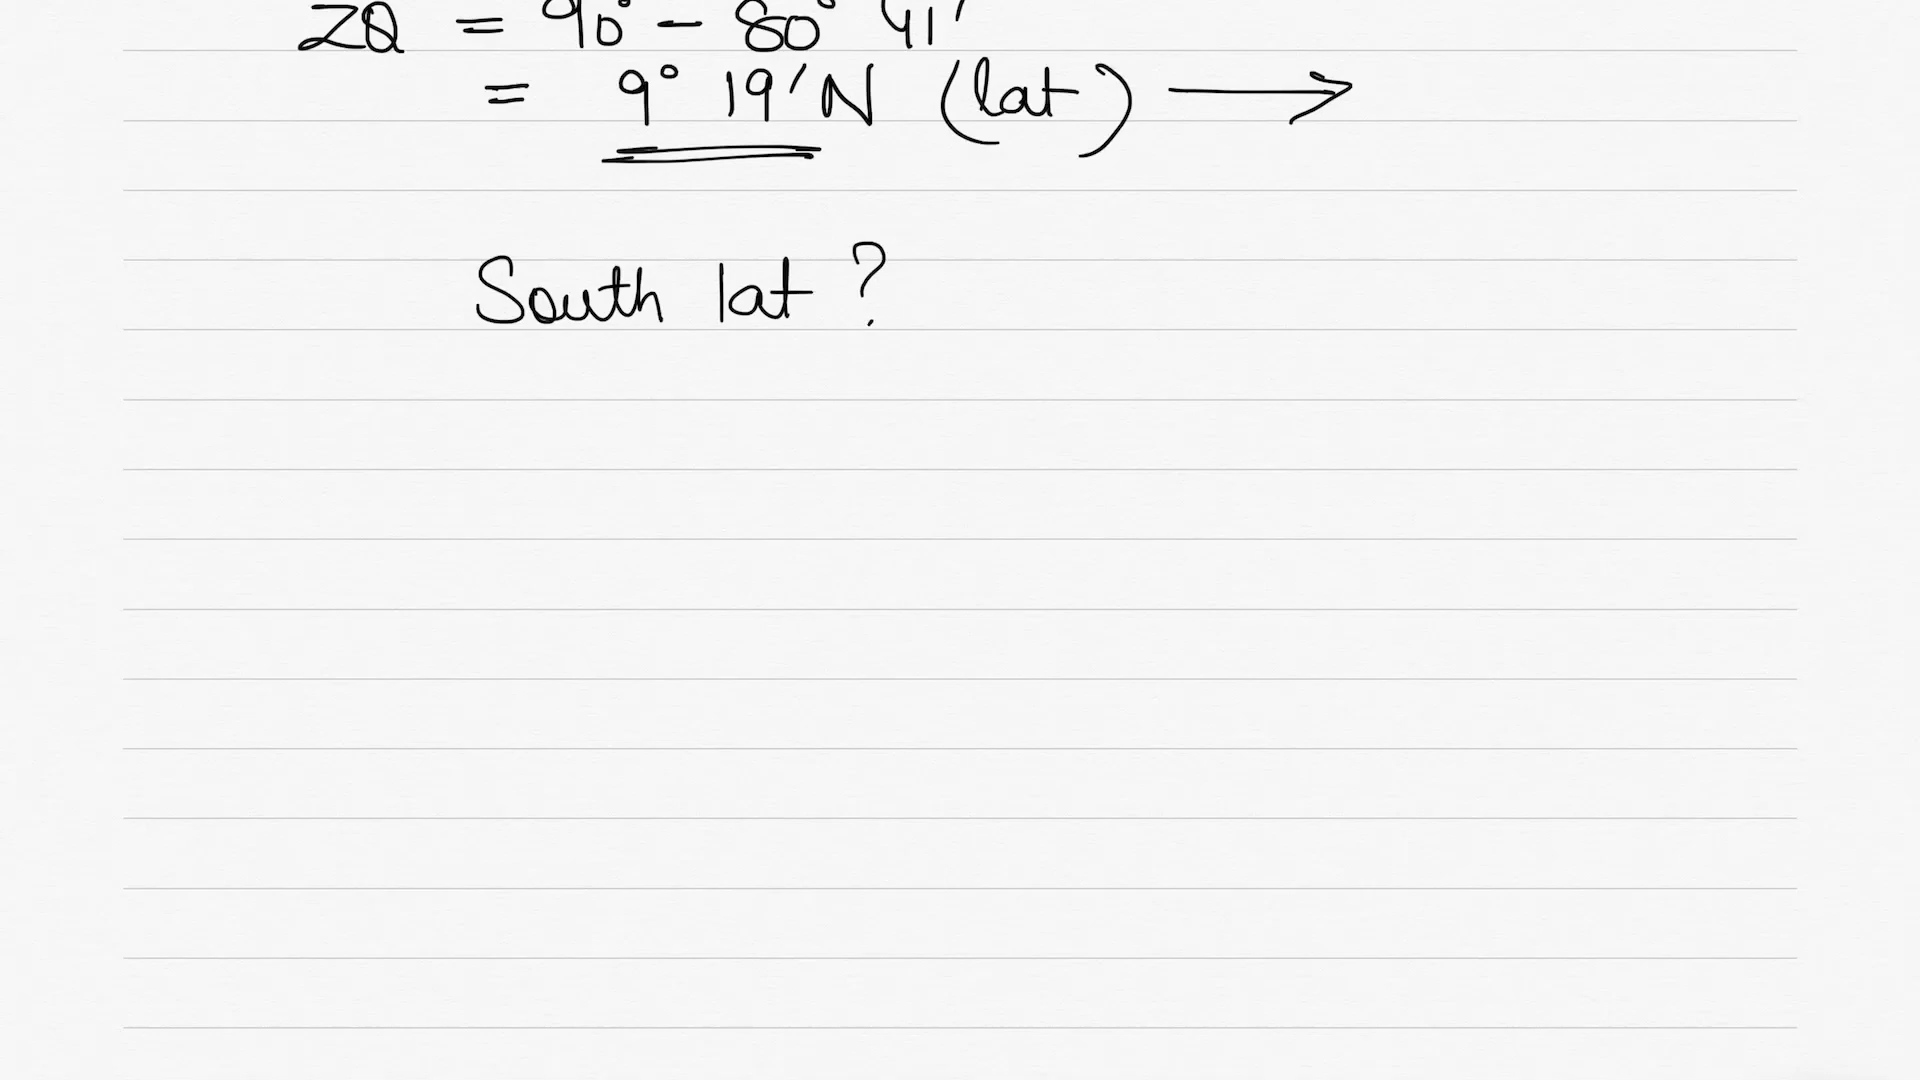 ZQ = 90° - 80° 41'
= 9° 19' N (lat) →
South lat ?